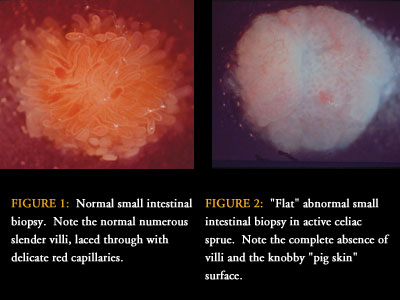 FIGURE 1:  Normal small intestinal
biopsy.  Note the normal numerous
slender villi, laced through with
delicate red capillaries.
FIGURE 2:  "Flat" abnormal small
intestinal biopsy in active celiac
sprue.  Note the complete absence of
villi and the knobby "pig skin"
surface.